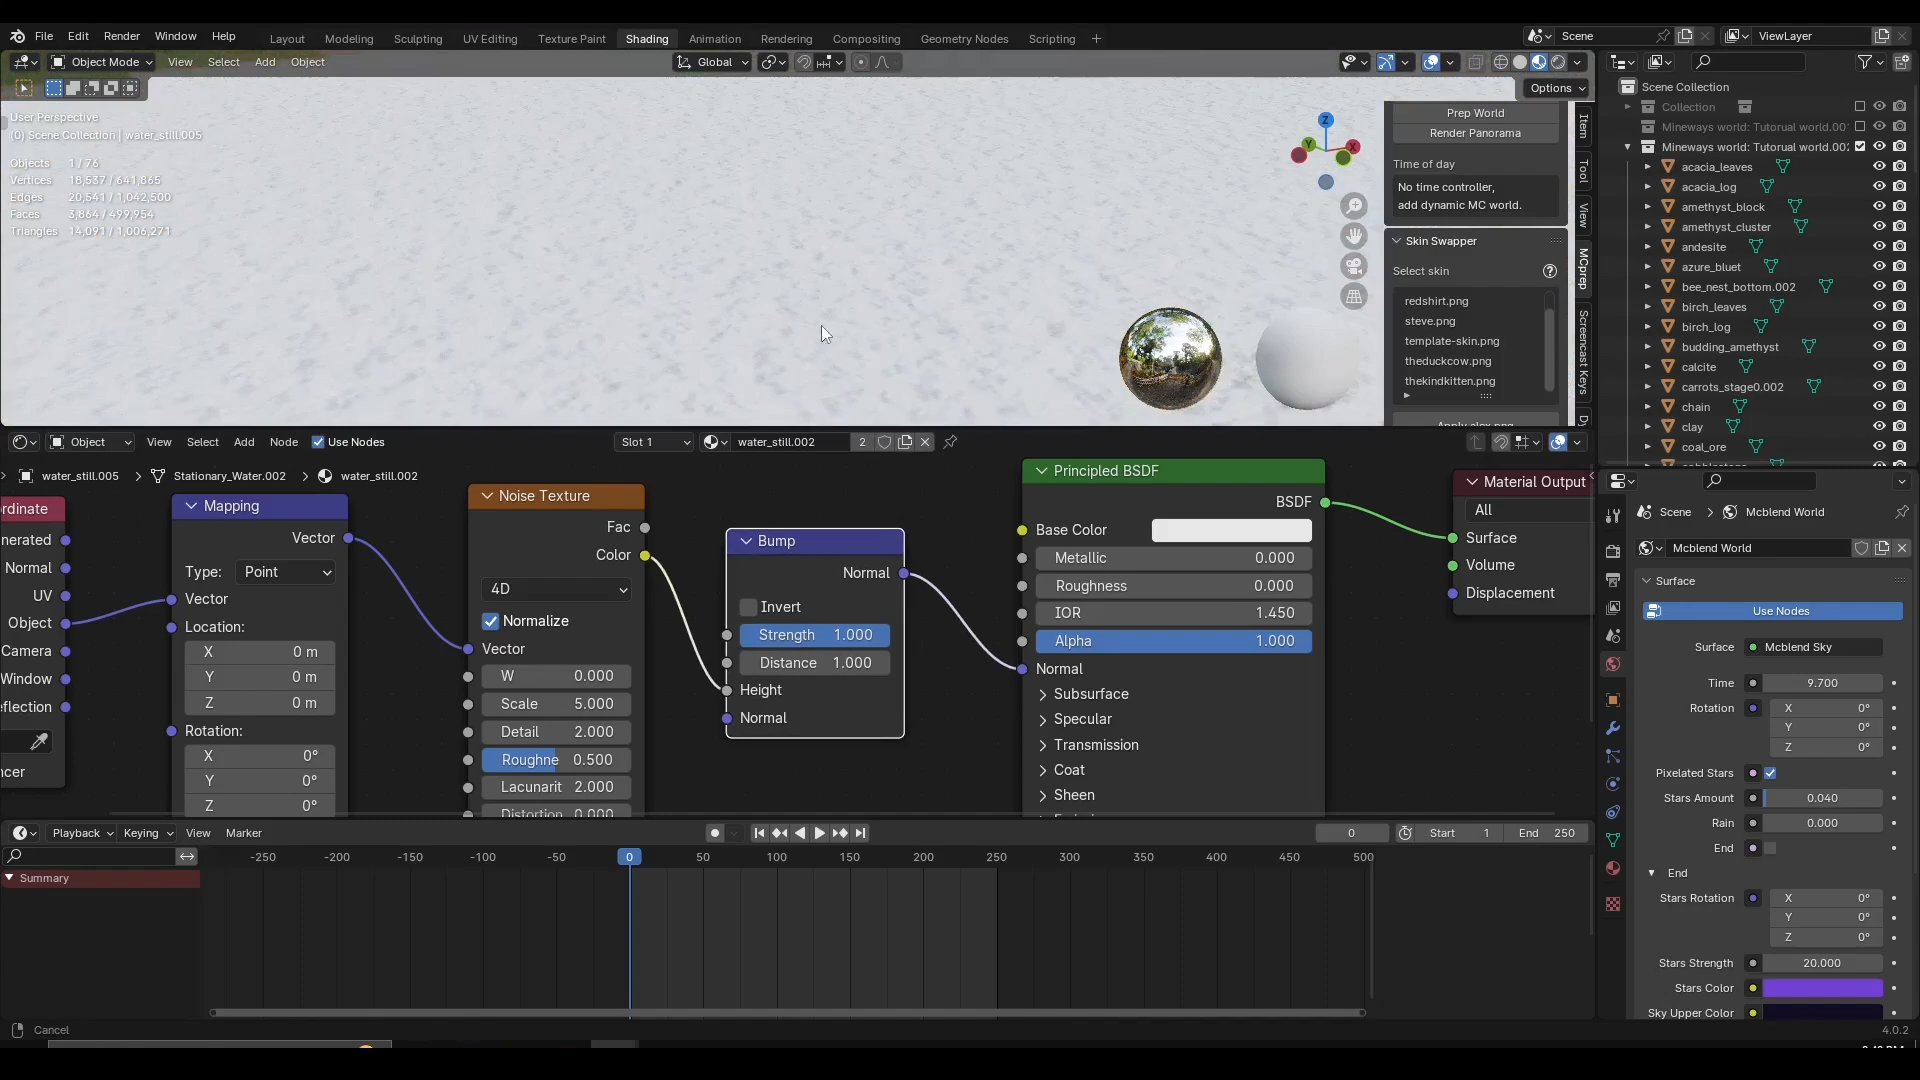 File Edit Render Window Help Layout Modeling Sculpting UV Editing Texture Paint Shading Animation Rendering Compositing Geometry Nodes Scripting + Scene ViewLayer
Object Mode View Select Add Object Global
Options
User Perspective
(0) Scene Collection | water_still.005
Objects 1 / 76
Vertices 18,537 / 641,865
Edges 20,541 / 1,042,500
Faces 3,864 / 499,954
Triangles 14,091 / 1,006,271
Z
Y
X
Prep World
Render Panorama
Time of day
No time controller,
add dynamic MC world.
Skin Swapper
Select skin
redshirt.png
steve.png
template-skin.png
theduckcow.png
thekindkitten.png
Item
Tool
View
MCprep
Screencast Keys
Scene Collection
Collection
Mineways world: Tutorual world.00
Mineways world: Tutorual world.00
acacia_leaves
acacia_log
amethyst_block
amethyst_cluster
andesite
azure_bluet
bee_nest_bottom.002
birch_leaves
birch_log
budding_amethyst
calcite
carrots_stage0.002
chain
clay
coal_ore
Object View Select Add Node Use Nodes Slot 1 water_still.002 2
water_still.005 Stationary_Water.002 water_still.002
rdinate
nerated
Normal
UV
Object
Camera
Window
eflection
ncer
Mapping
Vector
Type: Point
Vector
Location:
X 0 m
Y 0 m
Z 0 m
Rotation:
X 0°
Y 0°
Z 0°
Noise Texture
Fac
Color
4D
Normalize
Vector
W 0.000
Scale 5.000
Detail 2.000
Roughne 0.500
Lacunarit 2.000
Distortion 0.000
Bump
Normal
Invert
Strength 1.000
Distance 1.000
Height
Normal
Principled BSDF
BSDF
Base Color
Metallic 0.000
Roughness 0.000
IOR 1.450
Alpha 1.000
Normal
Subsurface
Specular
Transmission
Coat
Sheen
Material Output
All
Surface
Volume
Displacement
Scene Mcblend World
Mcblend World
Surface
Use Nodes
Surface Mcblend Sky
Time 9.700
Rotation X 0°
Y 0°
Z 0°
Pixelated Stars
Stars Amount 0.040
Rain 0.000
End
End
Stars Rotation X 0°
Y 0°
Z 0°
Stars Strength 20.000
Stars Color
Sky Upper Color
Playback Keying View Marker 0 Start 1 End 250
-250 -200 -150 -100 -50 0 50 100 150 200 250 300 350 400 450 500
Summary
Cancel
4.0.2